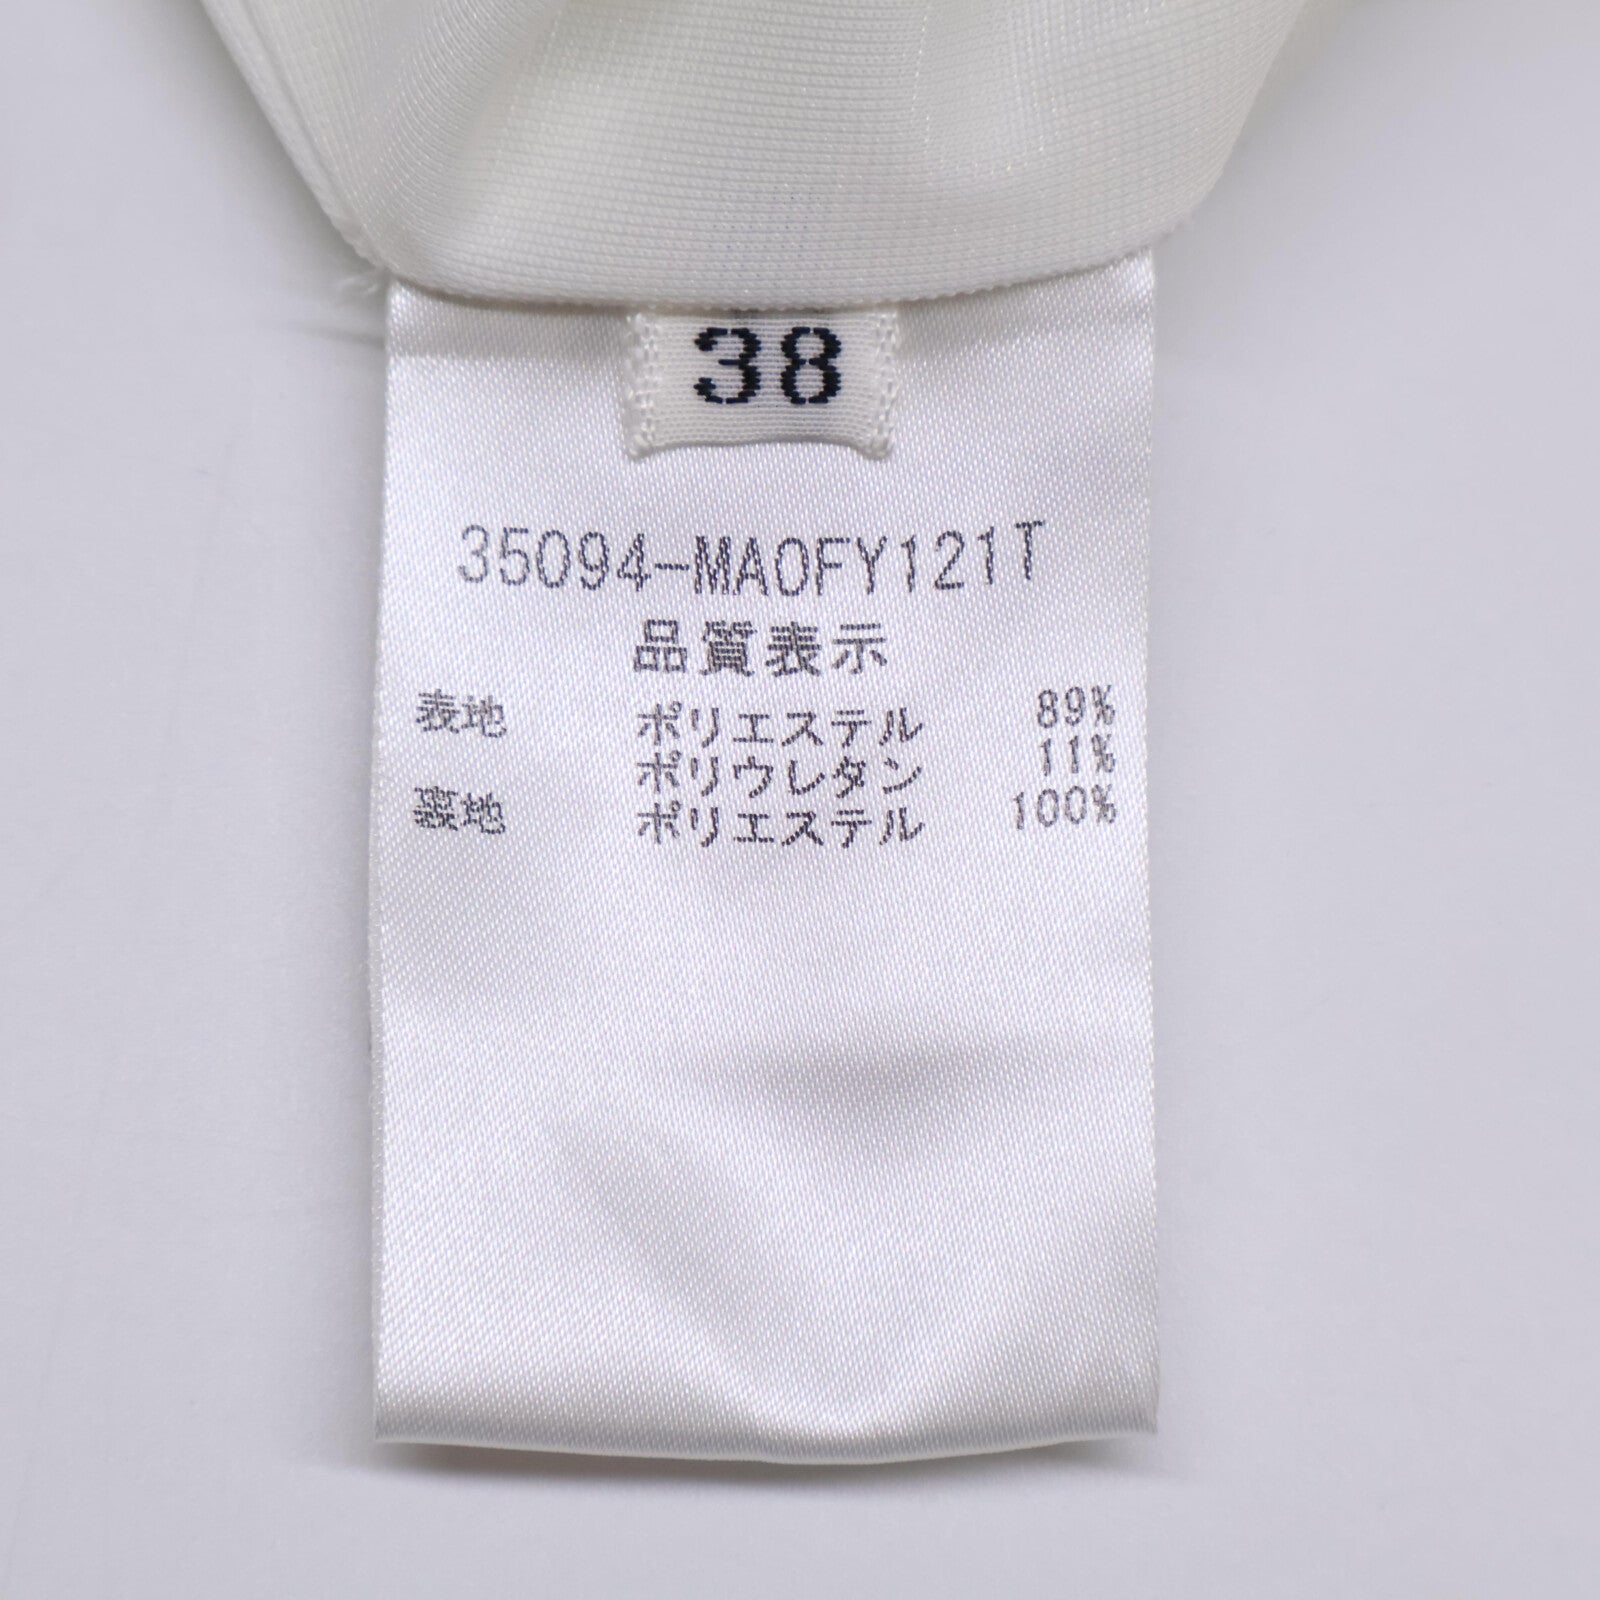 38
35094-MA0FY121T
品質表示
表地 ポリエステル 89%
ポリウレタン 11%
裏地 ポリエステル 100%